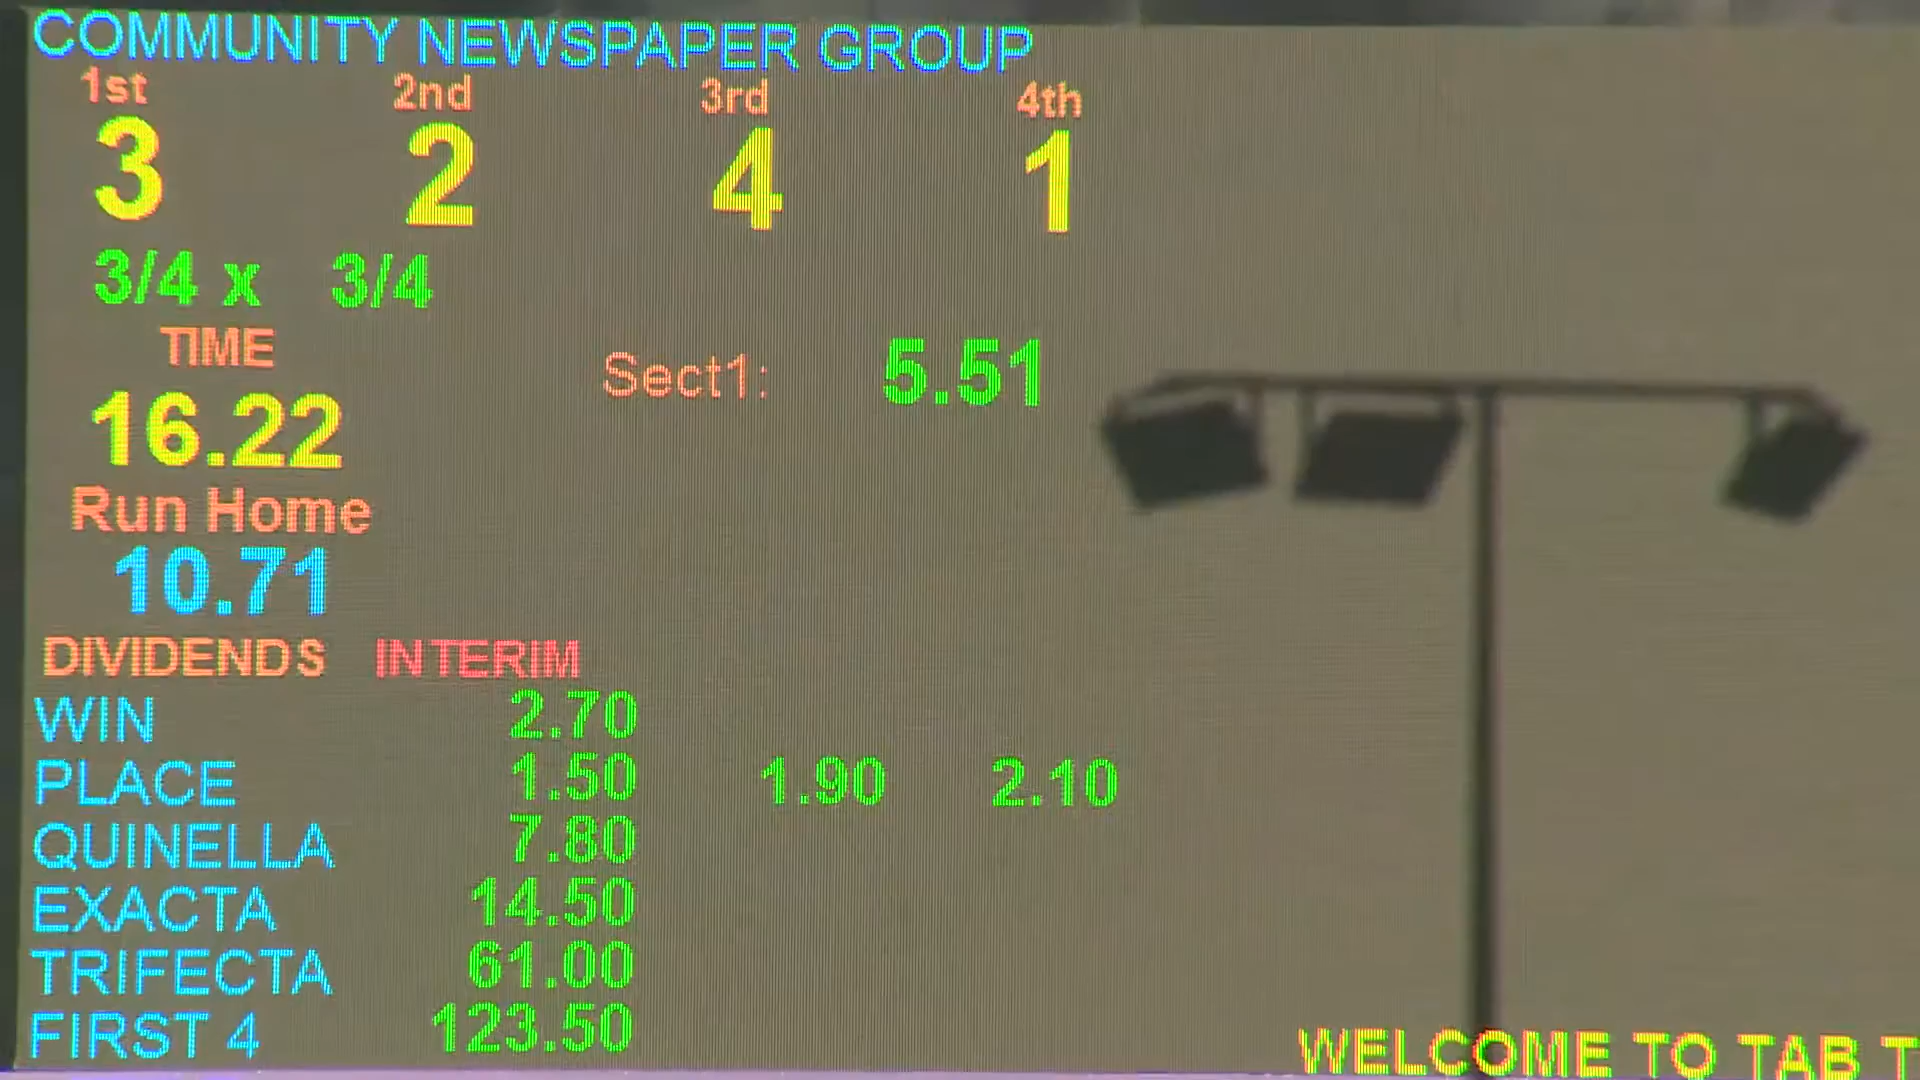 COMMUNITY NEWSPAPER GROUP
1st 2nd 3rd 4th
3 2 4 1
3/4 x 3/4
TIME
Sect1: 5.51
16.22
Run Home
10.71
DIVIDENDS INTERIM
WIN 2.70
PLACE 1.50 1.90 2.10
QUINELLA 7.80
EXACTA 14.50
TRIFECTA 61.00
FIRST 4 123.50
WELCOME TO TAB T